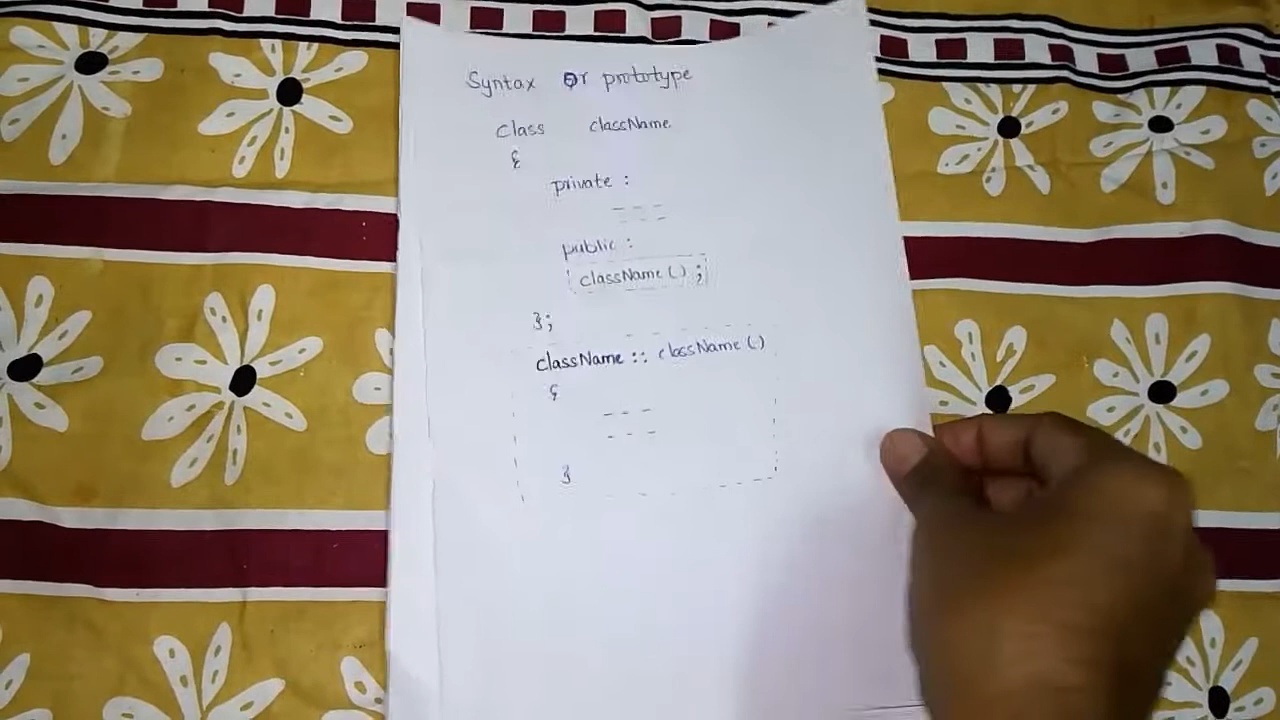 Syntax Or prototype
class className
{
private :
- - -
- - -
public :
className ( ) ;
};
className : : className ( )
{
- - -
- - -
}